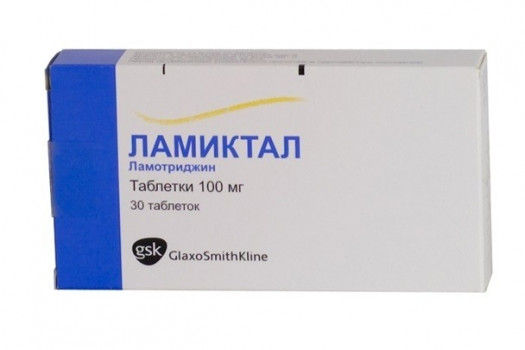 ЛАМИКТАЛ
Ламотриджин
Таблетки 100 мг
30 таблеток
gsk GlaxoSmithKline